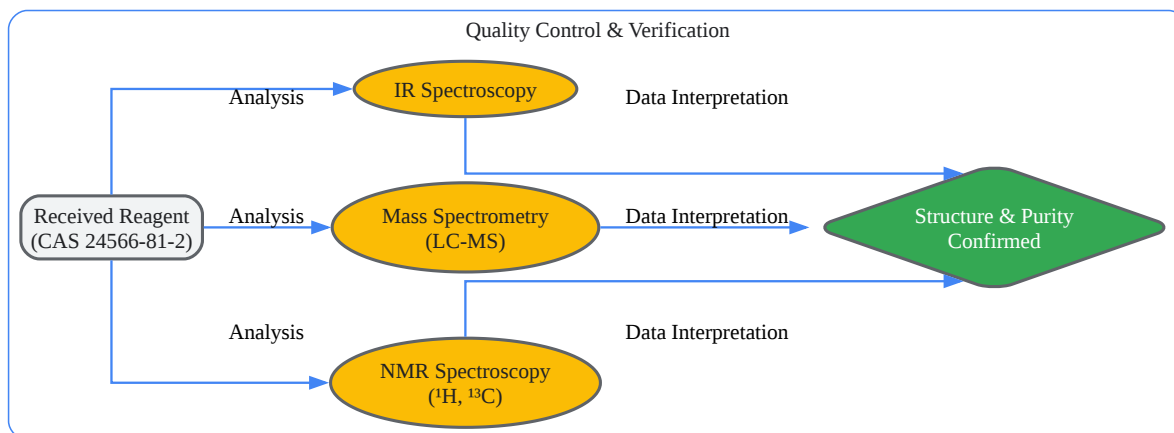 Quality Control & Verification
Analysis
IR Spectroscopy
Data Interpretation
Received Reagent
(CAS 24566-81-2)
Analysis
Mass Spectrometry
(LC-MS)
Data Interpretation
Structure & Purity
Confirmed
Analysis
NMR Spectroscopy
(¹H, ¹³C)
Data Interpretation